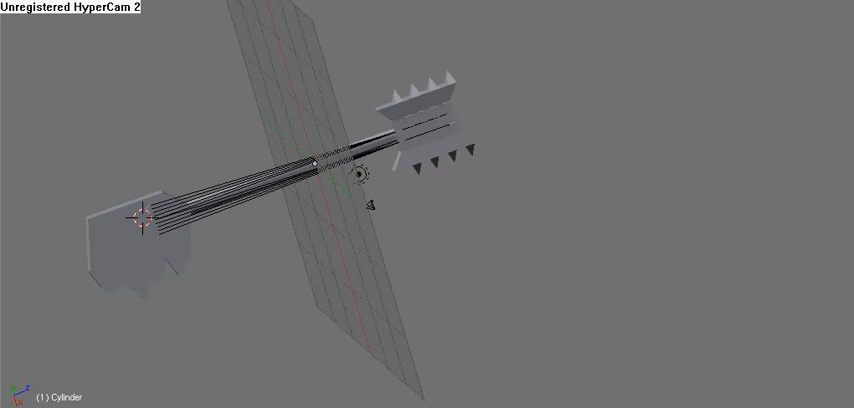 Unregistered HyperCam 2
z
x
(1) Cylinder